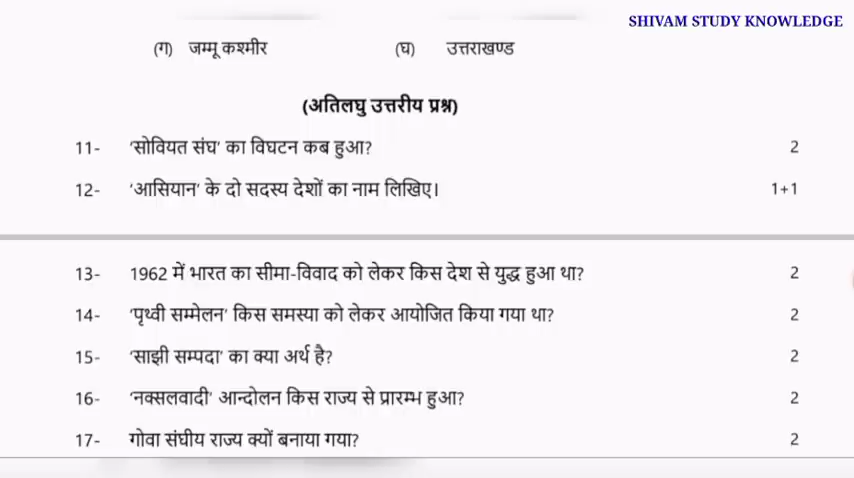 SHIVAM STUDY KNOWLEDGE
(ग) जम्मू कश्मीर (घ) उत्तराखण्ड
(अतिलघु उत्तरीय प्रश्न)
11- 'सोवियत संघ' का विघटन कब हुआ? 2
12- 'आसियान' के दो सदस्य देशों का नाम लिखिए। 1+1
13- 1962 में भारत का सीमा-विवाद को लेकर किस देश से युद्ध हुआ था? 2
14- 'पृथ्वी सम्मेलन' किस समस्या को लेकर आयोजित किया गया था? 2
15- 'साझी सम्पदा' का क्या अर्थ है? 2
16- 'नक्सलवादी' आन्दोलन किस राज्य से प्रारम्भ हुआ? 2
17- गोवा संघीय राज्य क्यों बनाया गया? 2